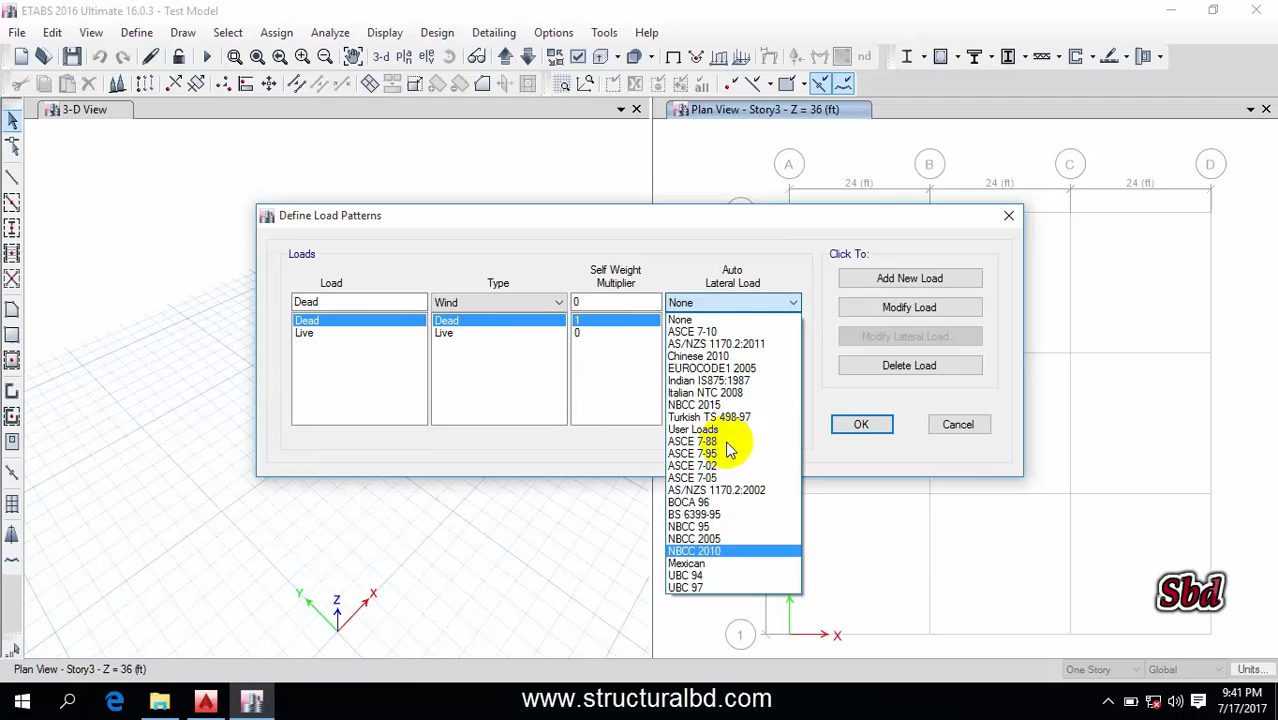 ETABS 2016 Ultimate 16.0.3 - Test Model
File Edit View Define Draw Select Assign Analyze Display Design Detailing Options Tools Help
3-d
nd
all
3-D View
Plan View - Story3 - Z = 36 (ft)
A B C D
24 (ft) 24 (ft) 24 (ft)
Define Load Patterns
Loads
Click To:
Load
Type
Self Weight
Multiplier
Auto
Lateral Load
Dead Wind 0 None
Dead Dead 1
Live Live 0
None
ASCE 7-10
AS/NZS 1170.2:2011
Chinese 2010
EUROCODE1 2005
Indian IS875:1987
Italian NTC 2008
NBCC 2015
Turkish TS 498-97
User Loads
ASCE 7-88
ASCE 7-95
ASCE 7-02
ASCE 7-05
AS/NZS 1170.2:2002
BOCA 96
BS 6399-95
NBCC 95
NBCC 2005
NBCC 2010
Mexican
UBC 94
UBC 97
Add New Load
Modify Load
Modify Lateral Load...
Delete Load
OK
Cancel
Y Z X
1
X
Sbd
Plan View - Story3 - Z = 36 (ft)
One Story
Global
Units...
www.structuralbd.com
9:41 PM
7/17/2017